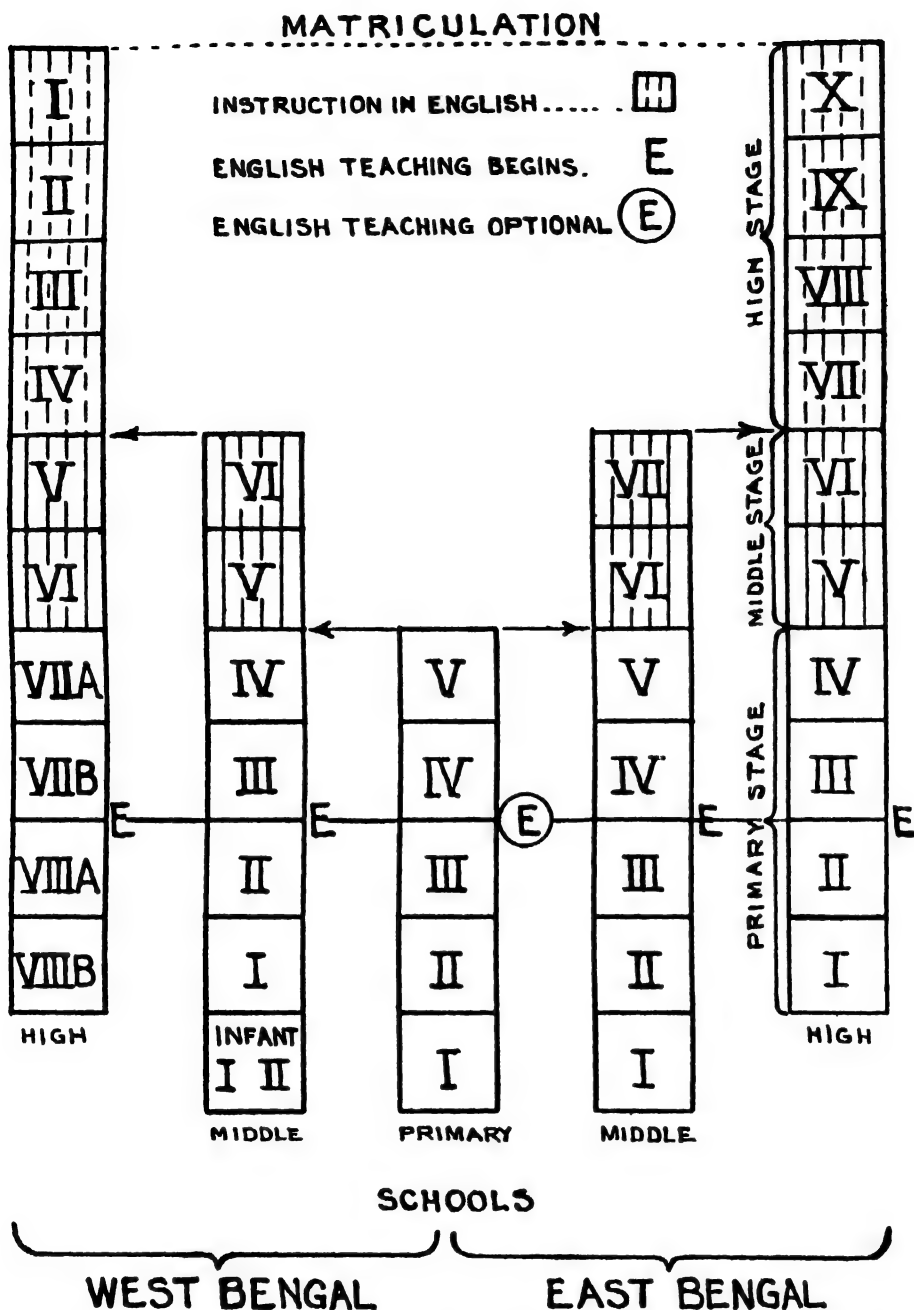 MATRICULATION
INSTRUCTION IN ENGLISH......
ENGLISH TEACHING BEGINS. E
ENGLISH TEACHING OPTIONAL E
I
II
III
IV
V
VI
VIIA
VIIB
VIIIA
VIIIB
HIGH
VI
V
IV
III
II
I
INFANT
I II
MIDDLE
V
IV
III
II
I
PRIMARY
VII
VI
V
IV
III
II
I
MIDDLE
HIGH STAGE
MIDDLE STAGE
PRIMARY STAGE
X
IX
VIII
VII
VI
V
IV
III
II
I
HIGH
E
E
E
E
E
SCHOOLS
WEST BENGAL
EAST BENGAL